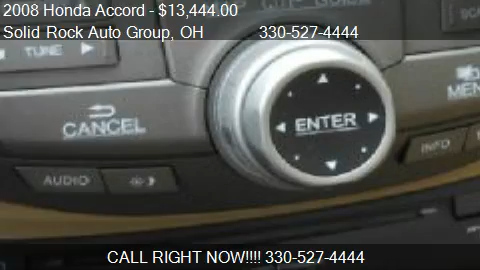 2008 Honda Accord - $13,444.00
Solid Rock Auto Group, OH 330-527-4444
TUNE
CANCEL
ENTER
MEN
INFO
AUDIO
CALL RIGHT NOW!!!! 330-527-4444